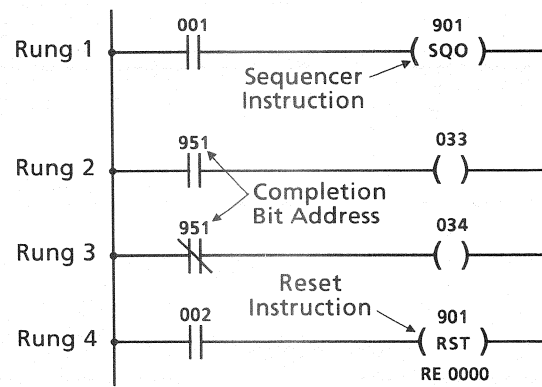 001 901
Rung 1 SQO
Sequencer
Instruction
951 033
Rung 2
Completion
Bit Address
951 034
Rung 3
Reset
Instruction
002 901
Rung 4 RST
RE 0000